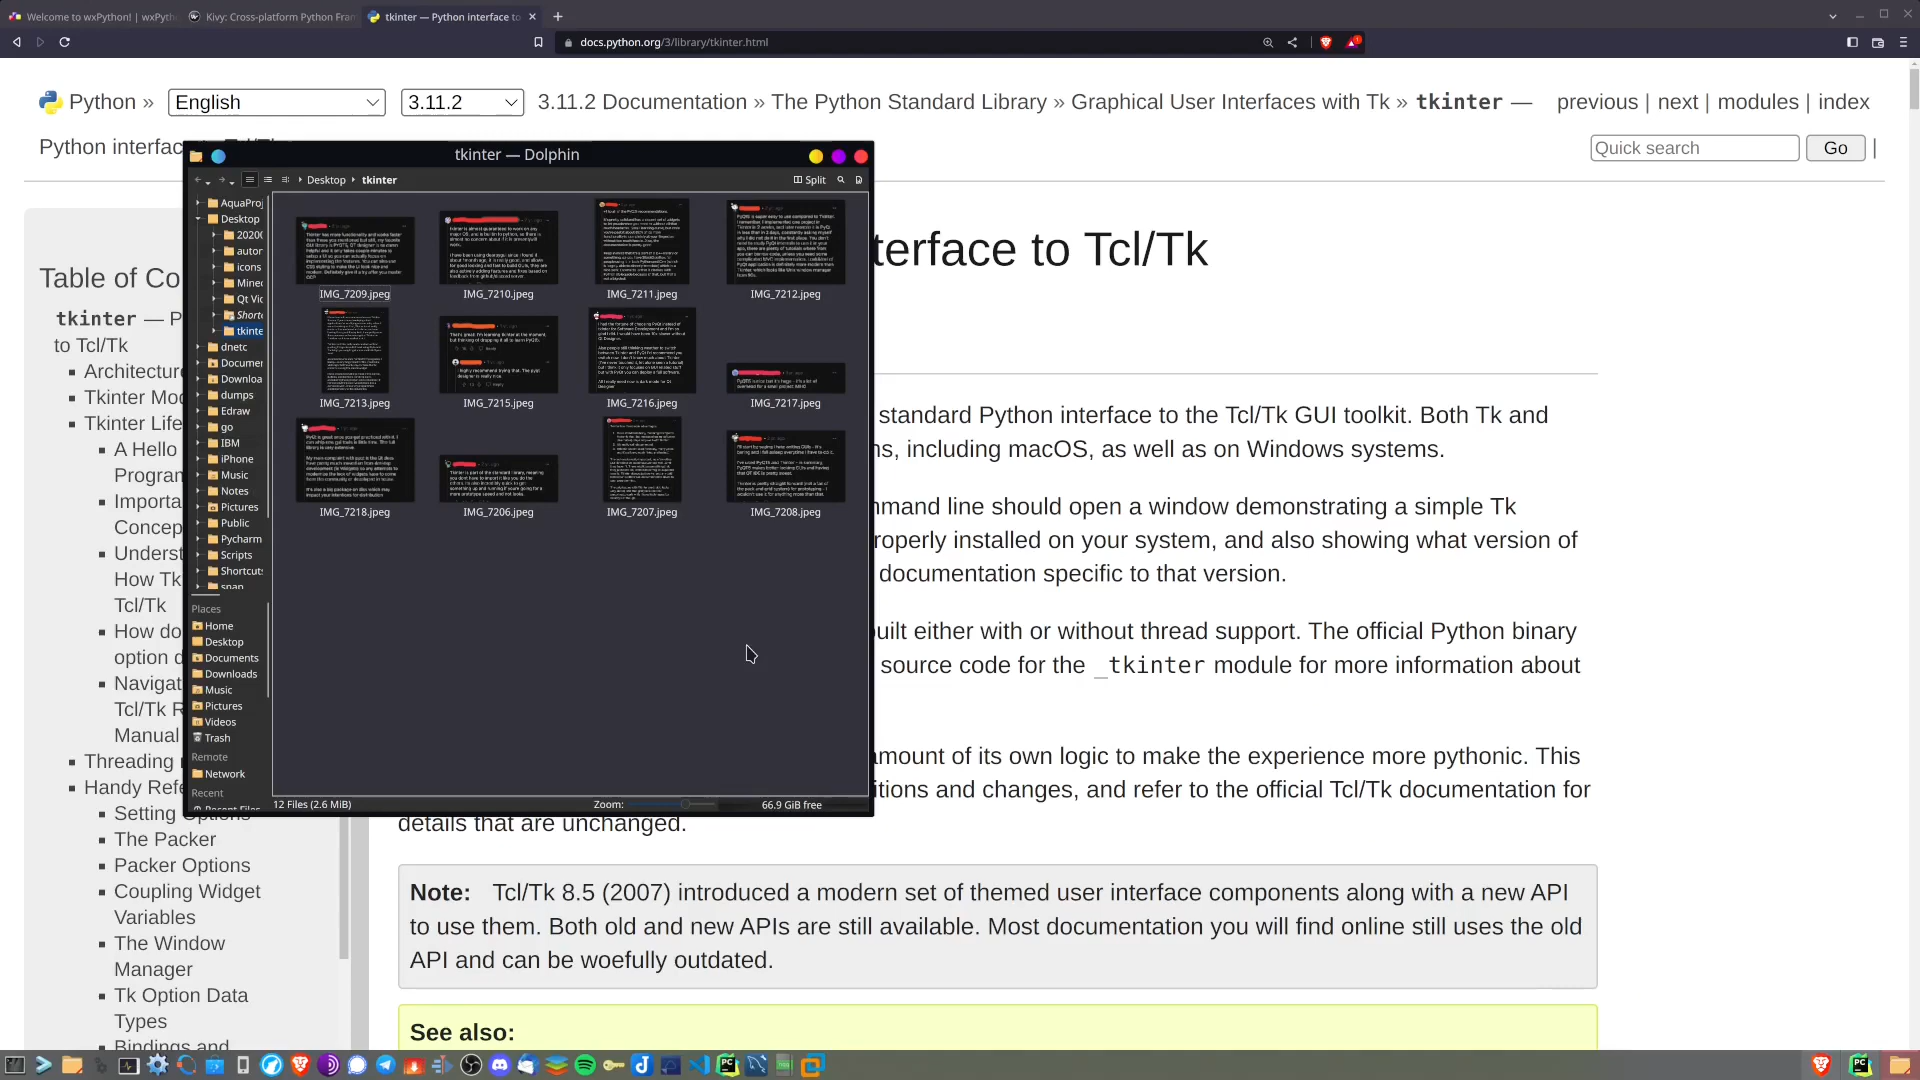 Welcome to wxPython! | wxPyth
Kivy: Cross-platform Python Fram
tkinter — Python interface to
docs.python.org/3/library/tkinter.html
Python »
English
3.11.2
3.11.2 Documentation » The Python Standard Library » Graphical User Interfaces with Tk » tkinter —
previous | next | modules | index
Python interfac
Quick search
Go
|
tkinter — Dolphin
Desktop
tkinter
Split
AquaProj
Desktop
2020(
autor
icons
Minec
Qt Vic
Shorte
tkinte
dnetc
Documer
Downloa
dumps
Edraw
go
IBM
iPhone
Music
Notes
Pictures
Public
Pycharm
Scripts
Shortcut:
snap
Places
Home
Desktop
Documents
Downloads
Music
Pictures
Videos
Trash
Remote
Network
Recent
Recent Files
IMG_7209.jpeg
IMG_7210.jpeg
IMG_7211.jpeg
IMG_7212.jpeg
IMG_7213.jpeg
IMG_7215.jpeg
IMG_7216.jpeg
IMG_7217.jpeg
IMG_7218.jpeg
IMG_7206.jpeg
IMG_7207.jpeg
IMG_7208.jpeg
12 Files (2.6 MiB)
Zoom:
66.9 GiB free
Table of Co
tkinter — P
to Tcl/Tk
Architecture
Tkinter Mod
Tkinter Life
A Hello
Program
Importa
Concep
Underst
How Tk
Tcl/Tk
How do
option d
Navigat
Tcl/Tk R
Manual
Threading
Handy Refe
Setting Options
The Packer
Packer Options
Coupling Widget
Variables
The Window
Manager
Tk Option Data
Types
Bindings and
terface to Tcl/Tk
standard Python interface to the Tcl/Tk GUI toolkit. Both Tk and
ns, including macOS, as well as on Windows systems.
mmand line should open a window demonstrating a simple Tk
roperly installed on your system, and also showing what version of
documentation specific to that version.
uilt either with or without thread support. The official Python binary
source code for the _tkinter module for more information about
amount of its own logic to make the experience more pythonic. This
itions and changes, and refer to the official Tcl/Tk documentation for
details that are unchanged.
Note: Tcl/Tk 8.5 (2007) introduced a modern set of themed user interface components along with a new API
to use them. Both old and new APIs are still available. Most documentation you will find online still uses the old
API and can be woefully outdated.
See also: